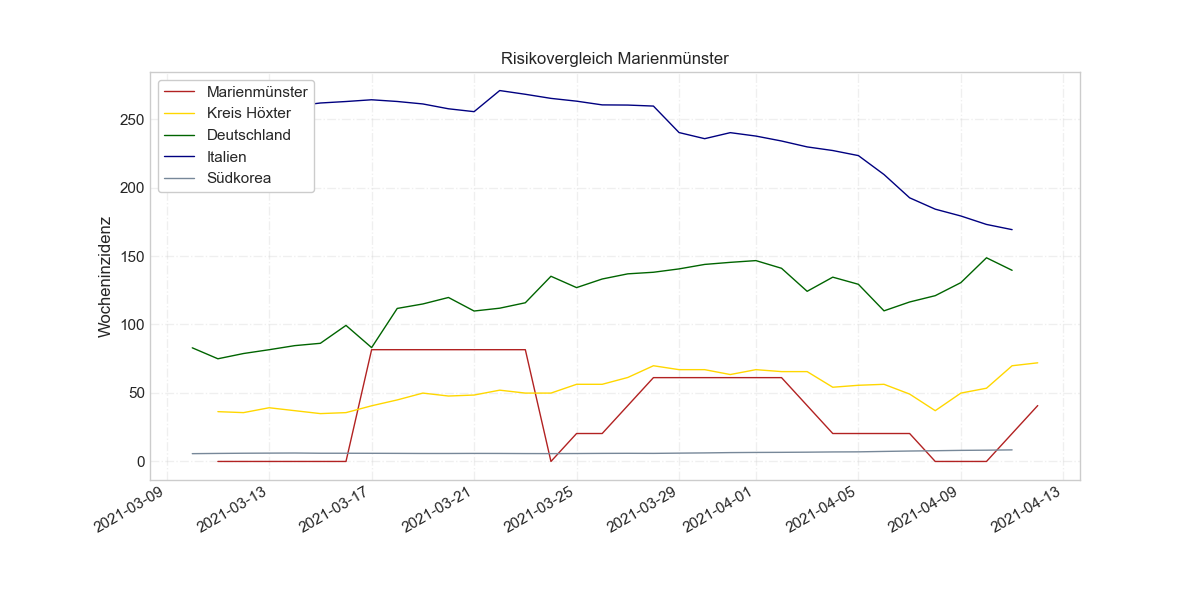 Risikovergleich Marienmünster
Marienmünster
Kreis Höxter
Deutschland
Italien
Südkorea
Wocheninzidenz
250
200
150
100
50
0
2021-03-09
2021-03-13
2021-03-17
2021-03-21
2021-03-25
2021-03-29
2021-04-01
2021-04-05
2021-04-09
2021-04-13